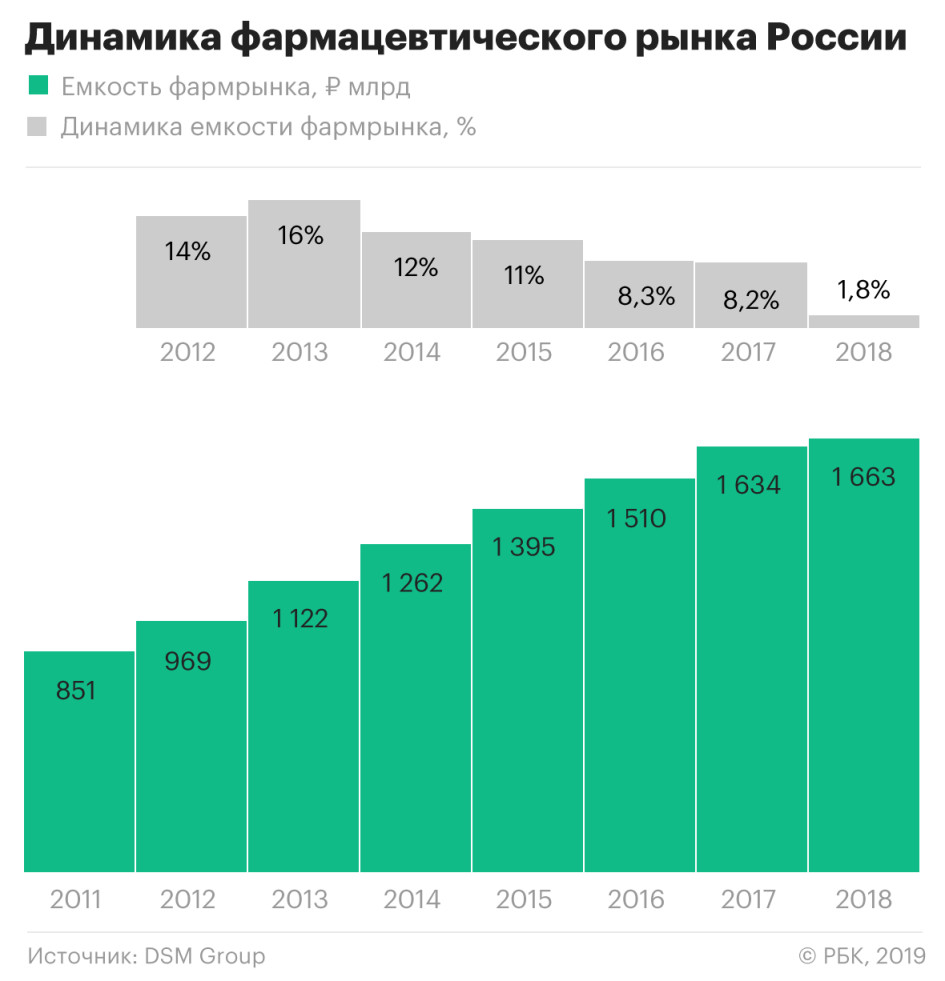 Динамика фармацевтического рынка России
Емкость фармрынка, ₽ млрд
Динамика емкости фармрынка, %
14% 16% 12% 11% 8,3% 8,2% 1,8%
2012 2013 2014 2015 2016 2017 2018
851 969 1 122 1 262 1 395 1 510 1 634 1 663
2011 2012 2013 2014 2015 2016 2017 2018
Источник: DSM Group © РБК, 2019